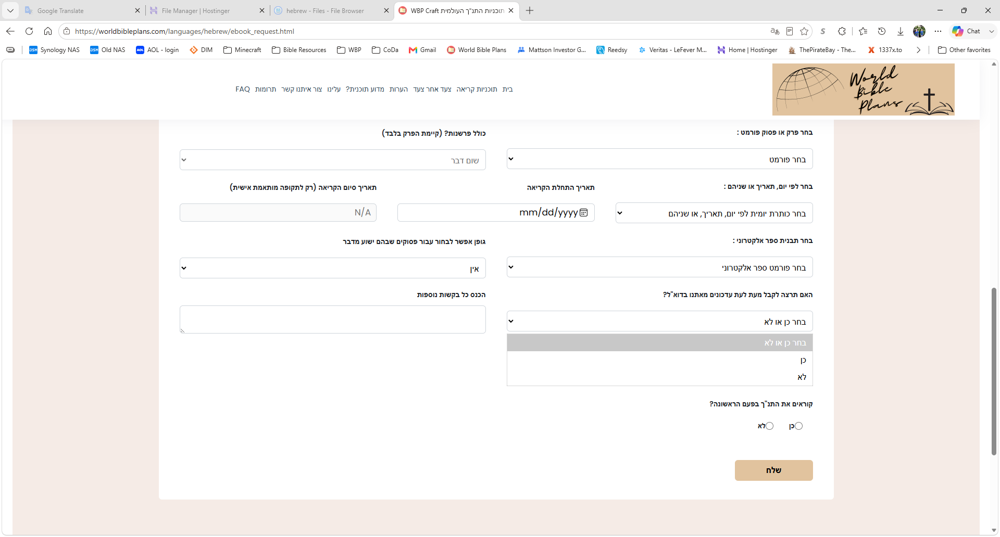 Google Translate
File Manager | Hostinger
hebrew - Files - File Browser
WBP Craft תוכניות התנ"ך העולמית
https://worldbibleplans.com/languages/hebrew/ebook_request.html
Chat
Synology NAS
Old NAS
AOL - login
DIM
Minecraft
Bible Resources
WBP
CoDa
Gmail
World Bible Plans
Mattson Investor G...
Reedsy
Veritas - LeFever M...
Home | Hostinger
ThePirateBay - The...
1337x.to
Other favorites
World
Bible
Plans
בית תוכניות קריאה צעד אחר צעד הערות מדוע תוכנית? עלינו צור איתנו קשר תרומות FAQ
בחר פרק או פסוק פורמט :
כולל פרשנות? (קיימת הפרק בלבד)
בחר פורמט
שום דבר
בחר לפי יום, תאריך או שניהם :
תאריך התחלת הקריאה
תאריך סיום הקריאה (רק לתקופה מותאמת אישית)
בחר כותרת יומית לפי יום, תאריך, או שניהם
mm/dd/yyyy
N/A
בחר תבנית ספר אלקטרוני :
גופן אפשר לבחור עבור פסוקים שבהם ישוע מדבר
בחר פורמט ספר אלקטרוני
אין
האם תרצה לקבל מעת לעת עדכונים מאתנו בדוא"ל?
הכנס כל בקשות נוספות
בחר כן או לא
בחר כן או לא
כן
לא
קוראים את התנ"ך בפעם הראשונה?
כן
לא
שלח